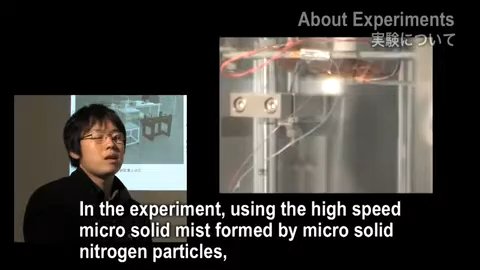 About Experiments
実験について
In the experiment, using the high speed
micro solid mist formed by micro solid
nitrogen particles,